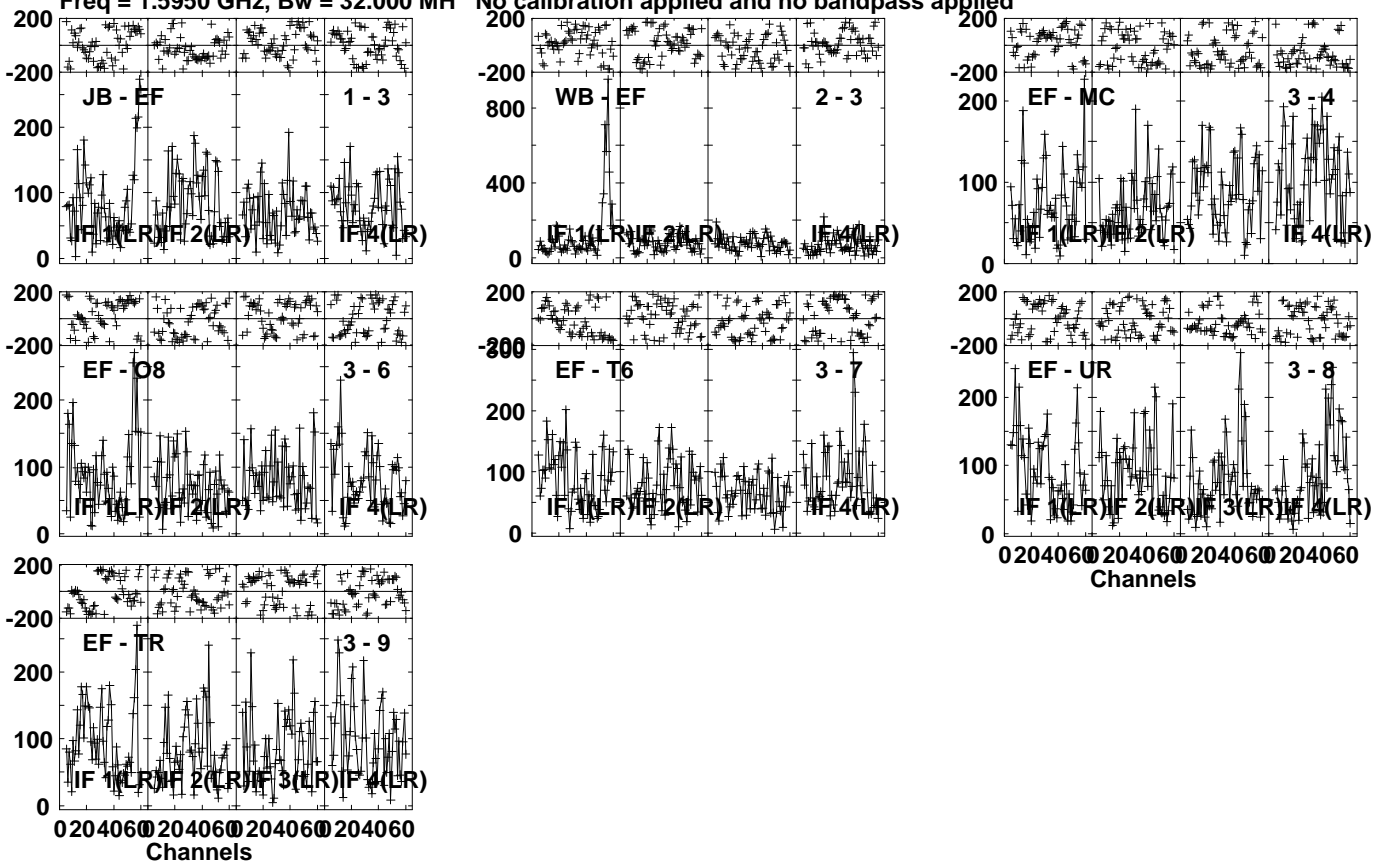 Freq = 1.5950 GHz, Bw = 32.000 MH No calibration applied and no bandpass applied
200
-200
JB - EF 1 - 3
200
100
0
IF 1(LR) IF 2(LR) IF 4(LR)
200
-200
WB - EF 2 - 3
800
400
0
IF 1(LR) IF 2(LR) IF 4(LR)
200
-200
EF - MC 3 - 4
200
100
0
IF 1(LR) IF 2(LR) IF 4(LR)
200
-200
EF - O8 3 - 6
200
100
0
IF 1(LR) IF 2(LR) IF 4(LR)
200
-200
EF - T6 3 - 7
200
100
0
IF 1(LR) IF 2(LR) IF 4(LR)
200
-200
EF - UR 3 - 8
200
100
0
IF 1(LR) IF 2(LR) IF 3(LR) IF 4(LR)
0 20 40 60 0 20 40 60 0 20 40 60 0 20 40 60
Channels
200
-200
EF - TR 3 - 9
200
100
0
IF 1(LR) IF 2(LR) IF 3(LR) IF 4(LR)
0 20 40 60 0 20 40 60 0 20 40 60 0 20 40 60
Channels